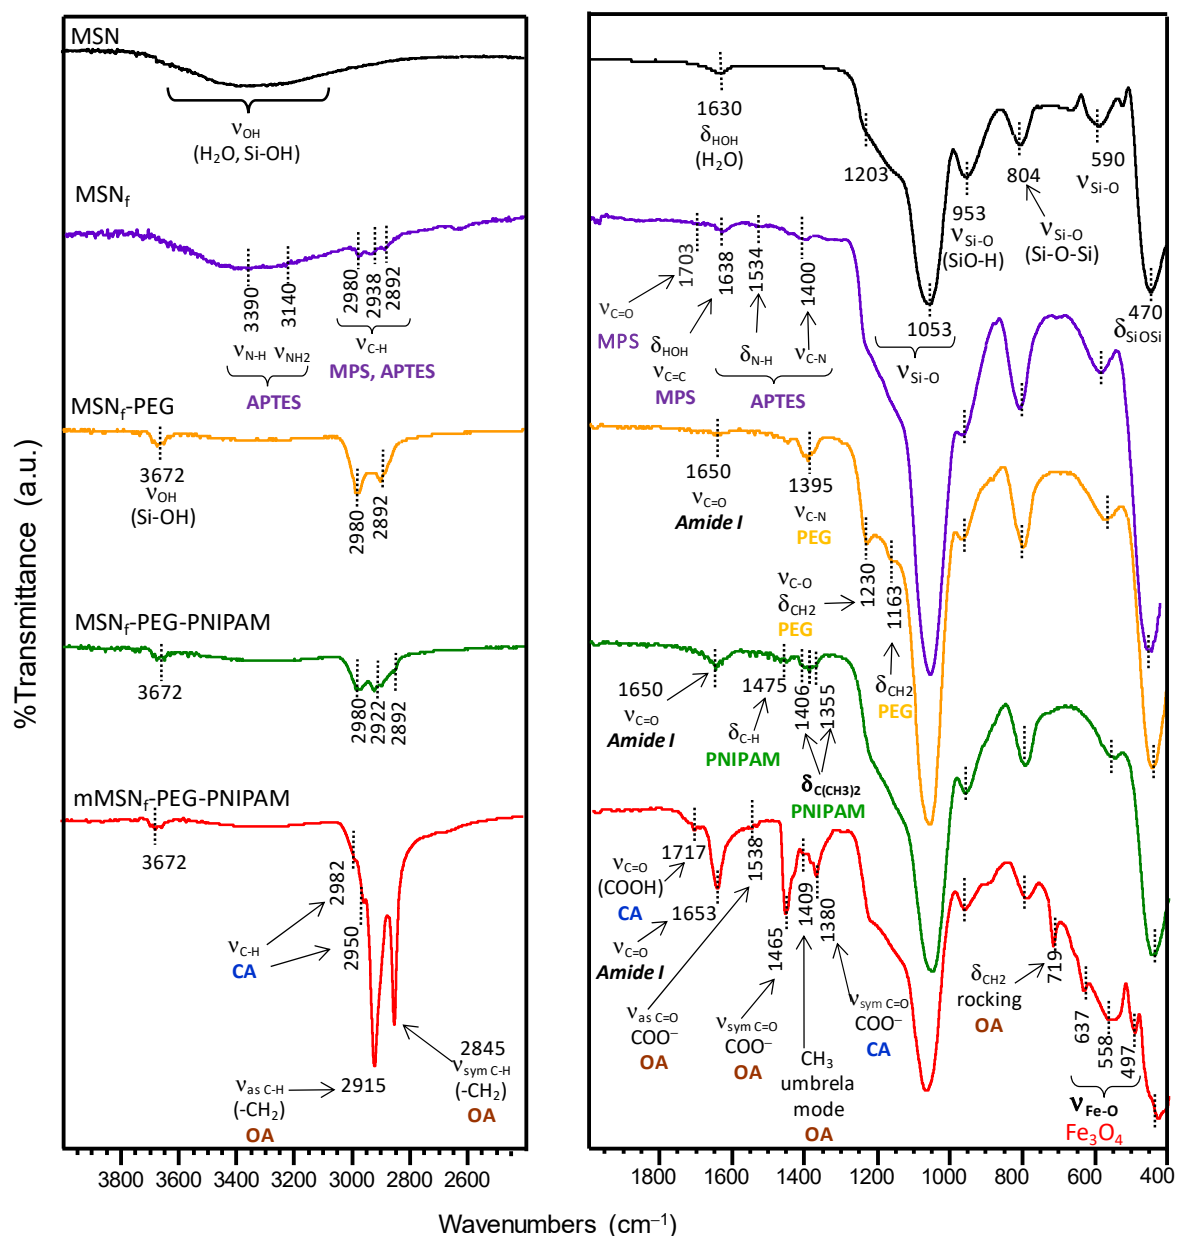 %Transmittance (a.u.)
MSN
ν_OH
(H₂O, Si-OH)
MSN_f
3390
3140
2980
2938
2892
ν_N-H
ν_NH2
APTES
ν_C-H
MPS, APTES
MSN_f-PEG
3672
ν_OH
(Si-OH)
2980
2892
MSN_f-PEG-PNIPAM
3672
2980
2922
2892
mMSN_f-PEG-PNIPAM
3672
2982
2950
ν_C-H
CA
ν_as C-H
(-CH₂)
OA
2915
2845
ν_sym C-H
(-CH₂)
OA
3800 3600 3400 3200 3000 2800 2600
1630
δ_HOH
(H₂O)
1203
1053
ν_Si-O
953
ν_Si-O
(SiO-H)
804
ν_Si-O
(Si-O-Si)
590
ν_Si-O
470
δ_SiOSi
1703
1638
1534
1400
ν_C=O
MPS
δ_HOH
ν_C=C
MPS
δ_N-H
ν_C-N
APTES
1650
ν_C=O
Amide I
1395
ν_C-N
PEG
1230
1163
ν_C-O
δ_CH2
PEG
δ_CH2
PEG
1650
ν_C=O
Amide I
1475
δ_C-H
PNIPAM
1406
1355
δ_C(CH3)2
PNIPAM
1717
ν_C=O
(COOH)
CA
1653
ν_C=O
Amide I
1538
ν_as C=O
COO⁻
OA
1465
ν_sym C=O
COO⁻
OA
1409
CH₃
umbrela
mode
OA
1380
ν_sym C=O
COO⁻
CA
719
δ_CH2
rocking
OA
637
558
497
ν_Fe-O
Fe₃O₄
1800 1600 1400 1200 1000 800 600 400
Wavenumbers (cm⁻¹)